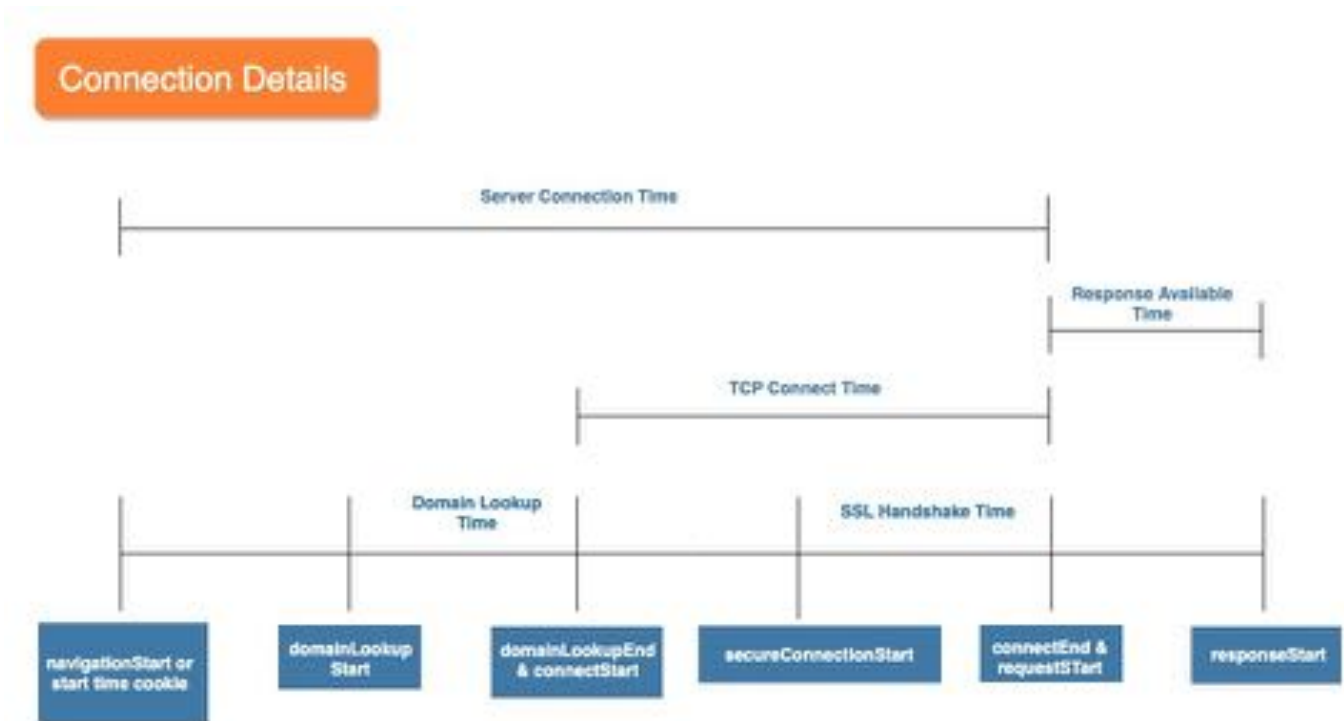 Connection Details
Server Connection Time
Response Available
Time
TCP Connect Time
Domain Lookup
Time
SSL Handshake Time
navigationStart or
start time cookie
domainLookup
Start
domainLookupEnd
& connectStart
secureConnectionStart
connectEnd &
requestSTart
responseStart